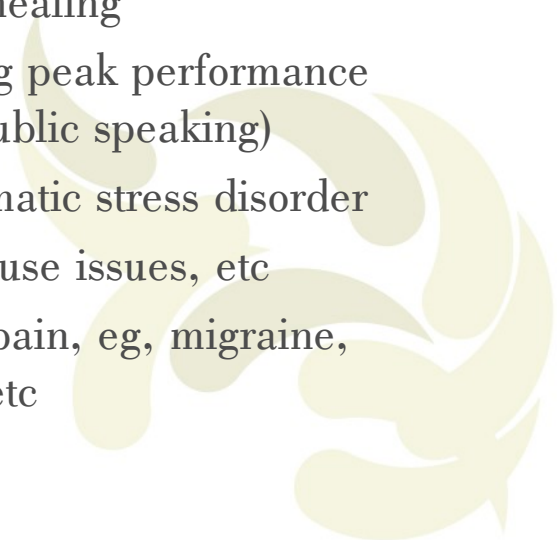 healing
g peak performance
ublic speaking)
matic stress disorder
use issues, etc
pain, eg, migraine,
etc